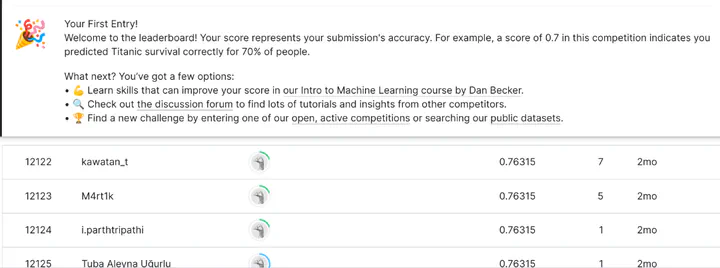 Your First Entry!
Welcome to the leaderboard! Your score represents your submission's accuracy. For example, a score of 0.7 in this competition indicates you
predicted Titanic survival correctly for 70% of people.
What next? You've got a few options:
• 💪 Learn skills that can improve your score in our Intro to Machine Learning course by Dan Becker.
• 🔍 Check out the discussion forum to find lots of tutorials and insights from other competitors.
• 🏆 Find a new challenge by entering one of our open, active competitions or searching our public datasets.
12122 kawatan_t 0.76315 7 2mo
12123 M4rt1k 0.76315 5 2mo
12124 i.parthtripathi 0.76315 1 2mo
12125 Tuba Aleyna Uğurlu 0.76315 1 2mo